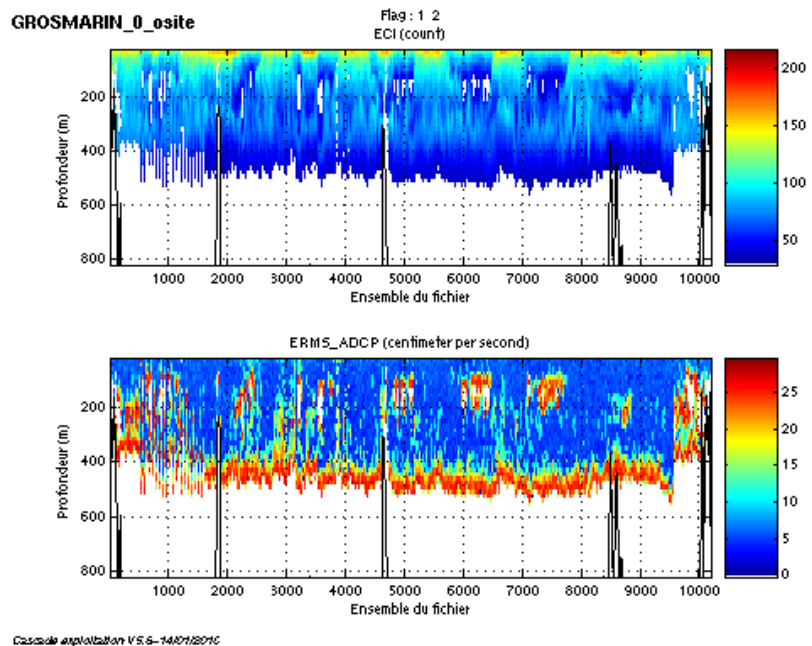 GROSMARIN_0_osite
Flag : 1 2
ECI (count)
200
400
600
800
Profondeur (m)
1000 2000 3000 4000 5000 6000 7000 8000 9000 10000
Ensemble du fichier
200
150
100
50
ERMS_ADCP (centimeter per second)
200
400
600
800
Profondeur (m)
1000 2000 3000 4000 5000 6000 7000 8000 9000 10000
Ensemble du fichier
25
20
15
10
5
0
Cascade exploitation V5.6-14/01/2016